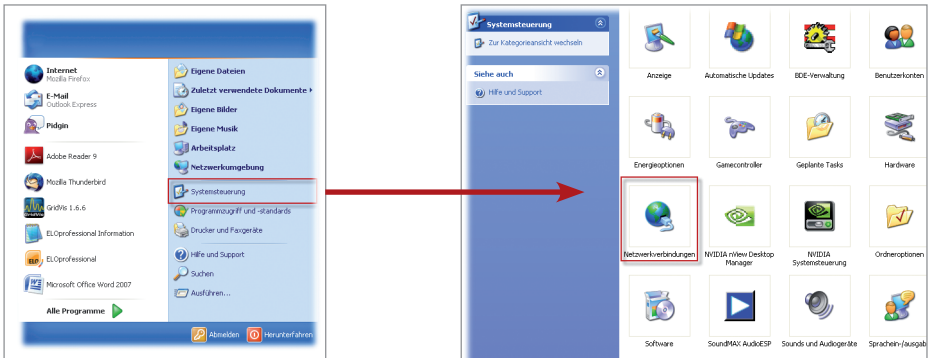 Internet
Mozilla Firefox
E-Mail
Outlook Express
Pidgin
Adobe Reader 9
Mozilla Thunderbird
GridVis 1.6.6
ELOprofessional Information
ELOprofessional
Microsoft Office Word 2007
Alle Programme
Eigene Dateien
Zuletzt verwendete Dokumente
Eigene Bilder
Eigene Musik
Arbeitsplatz
Netzwerkumgebung
Systemsteuerung
Programmzugriff und -standards
Drucker und Faxgeräte
Hilfe und Support
Suchen
Ausführen...
Abmelden
Herunterfahren
Systemsteuerung
Zur Kategorieansicht wechseln
Siehe auch
Hilfe und Support
Anzeige
Automatische Updates
BDE-Verwaltung
Benutzerkonten
Energieoptionen
Gamecontroller
Geplante Tasks
Hardware
Netzwerkverbindungen
NVIDIA nView Desktop
Manager
NVIDIA
Systemsteuerung
Ordneroptionen
Software
SoundMAX AudioESP
Sounds und Audiogeräte
Sprachein-/ausgab